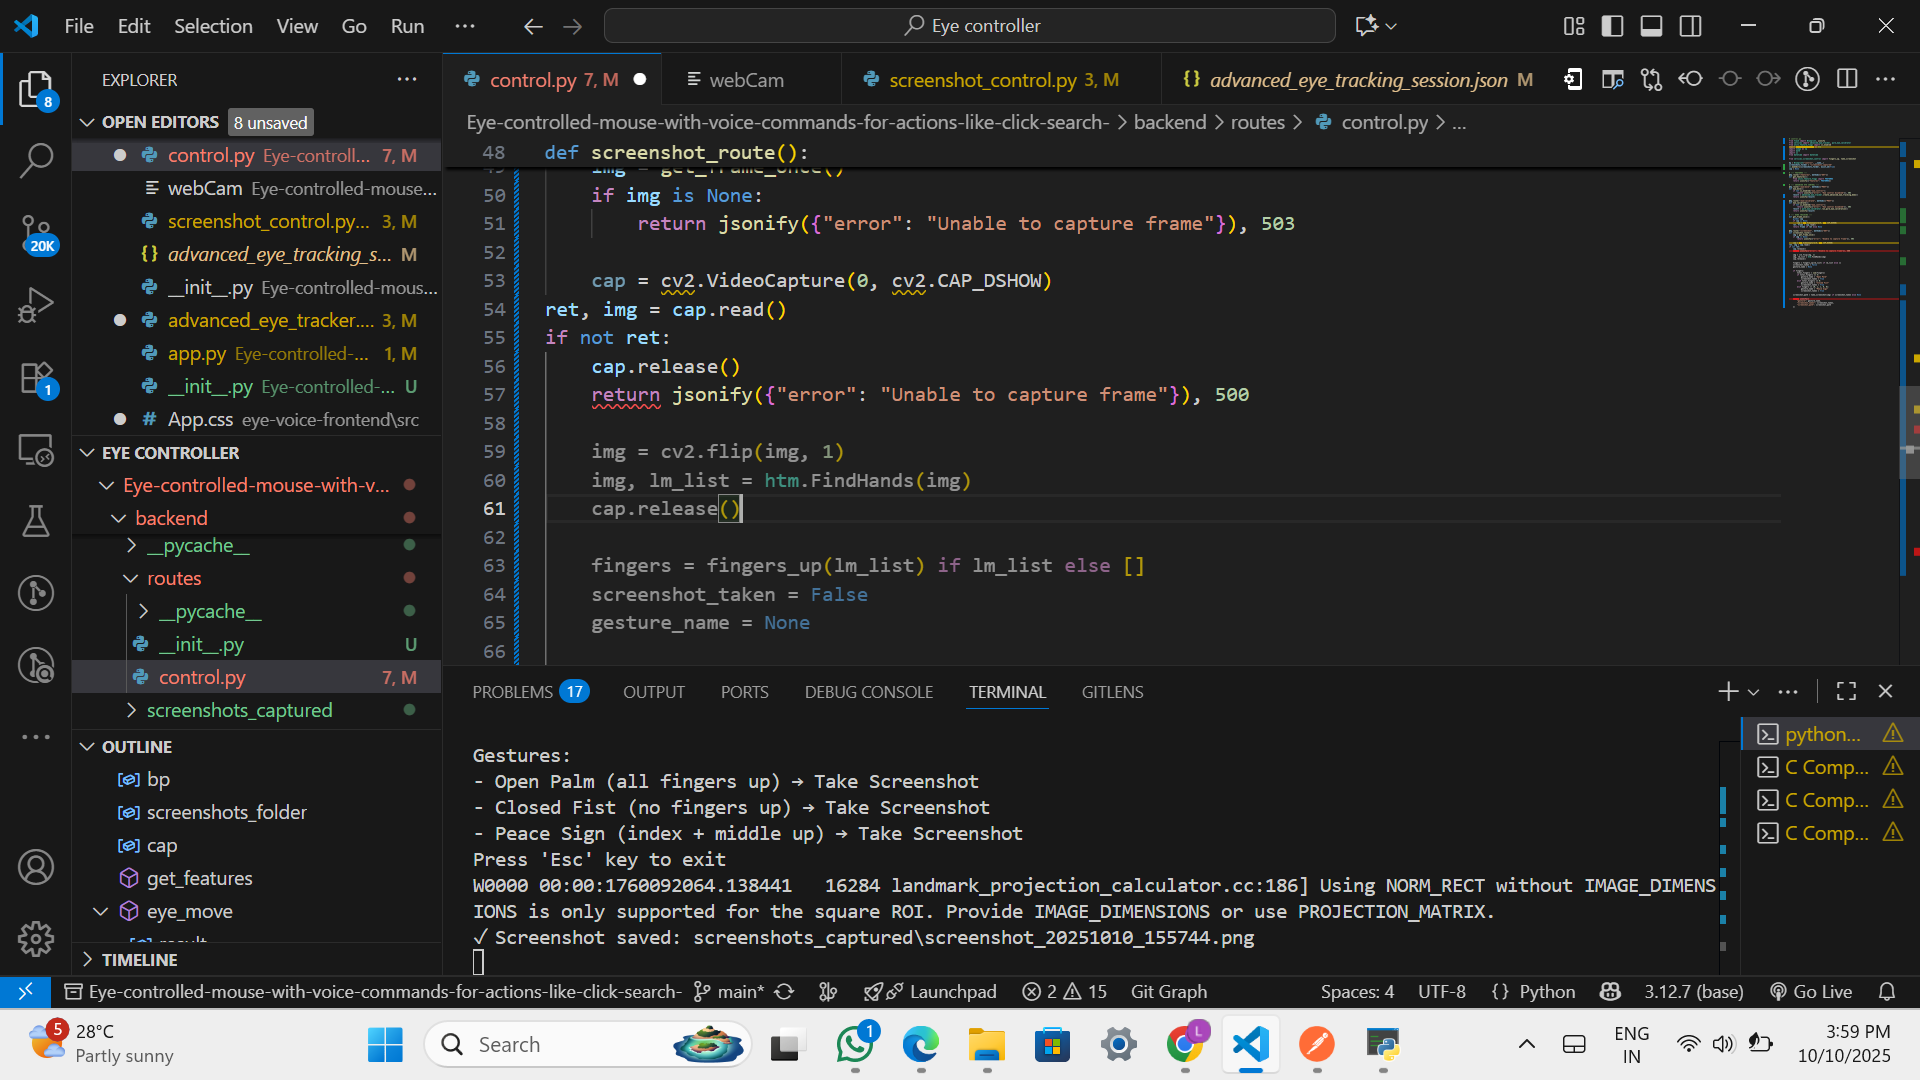 File Edit Selection View Go Run ···
Eye controller
EXPLORER ···
OPEN EDITORS 8 unsaved
control.py Eye-controll... 7, M
webCam Eye-controlled-mouse...
screenshot_control.py... 3, M
{} advanced_eye_tracking_s... M
__init__.py Eye-controlled-mous...
advanced_eye_tracker.... 3, M
app.py Eye-controlled-... 1, M
__init__.py Eye-controlled-... U
# App.css eye-voice-frontend\src
EYE CONTROLLER
Eye-controlled-mouse-with-v...
backend
__pycache__
routes
__pycache__
__init__.py U
control.py 7, M
screenshots_captured
OUTLINE
bp
screenshots_folder
cap
get_features
eye_move
TIMELINE
8
20K
1
control.py 7, M
webCam
screenshot_control.py 3, M
{} advanced_eye_tracking_session.json M
Eye-controlled-mouse-with-voice-commands-for-actions-like-click-search- > backend > routes > control.py > ...
48 def screenshot_route():
img = get_frame_once()
50 if img is None:
51 return jsonify({"error": "Unable to capture frame"}), 503
52
53 cap = cv2.VideoCapture(0, cv2.CAP_DSHOW)
54 ret, img = cap.read()
55 if not ret:
56 cap.release()
57 return jsonify({"error": "Unable to capture frame"}), 500
58
59 img = cv2.flip(img, 1)
60 img, lm_list = htm.FindHands(img)
61 cap.release()
62
63 fingers = fingers_up(lm_list) if lm_list else []
64 screenshot_taken = False
65 gesture_name = None
66
PROBLEMS 17 OUTPUT PORTS DEBUG CONSOLE TERMINAL GITLENS
Gestures:
- Open Palm (all fingers up) → Take Screenshot
- Closed Fist (no fingers up) → Take Screenshot
- Peace Sign (index + middle up) → Take Screenshot
Press 'Esc' key to exit
W0000 00:00:1760092064.138441 16284 landmark_projection_calculator.cc:186] Using NORM_RECT without IMAGE_DIMENS
IONS is only supported for the square ROI. Provide IMAGE_DIMENSIONS or use PROJECTION_MATRIX.
✓ Screenshot saved: screenshots_captured\screenshot_20251010_155744.png
python...
C Comp...
C Comp...
C Comp...
Eye-controlled-mouse-with-voice-commands-for-actions-like-click-search- main* Launchpad 2 15 Git Graph Spaces: 4 UTF-8 {} Python 3.12.7 (base) Go Live
5 28°C
Partly sunny
Search
1
L
ENG
IN
3:59 PM
10/10/2025